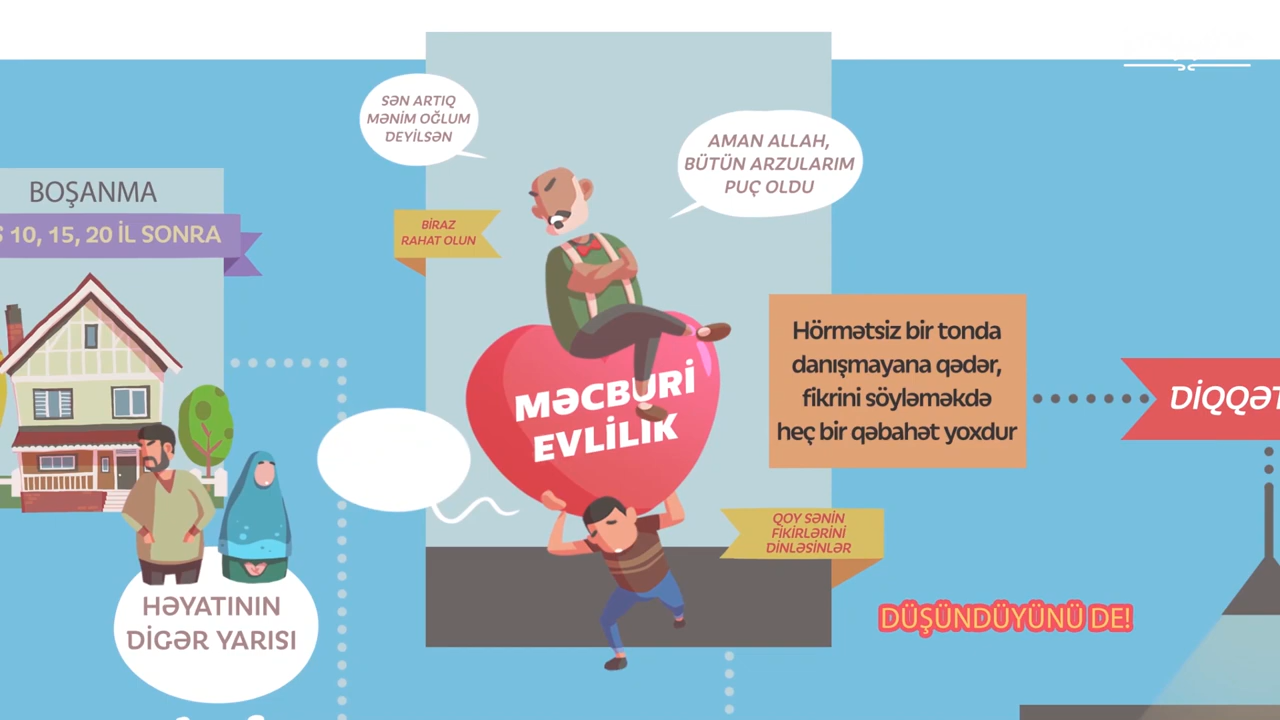 BOŞANMA
10, 15, 20 İL SONRA
HƏYATININ
DİGƏR YARISI
SƏN ARTIQ
MƏNİM OĞLUM
DEYİLSƏN
AMAN ALLAH,
BÜTÜN ARZULARIM
PUÇ OLDU
BİRAZ
RAHAT OLUN
MƏCBURİ
EVLİLİK
Hörmətsiz bir tonda
danışmayana qədər,
fikrini söyləməkdə
heç bir qəbahət yoxdur
QOY SƏNİN
FİKİRLƏRİNİ
DİNLƏSİNLƏR
DÜŞÜNDÜYÜNÜ DE!
DİQQƏT